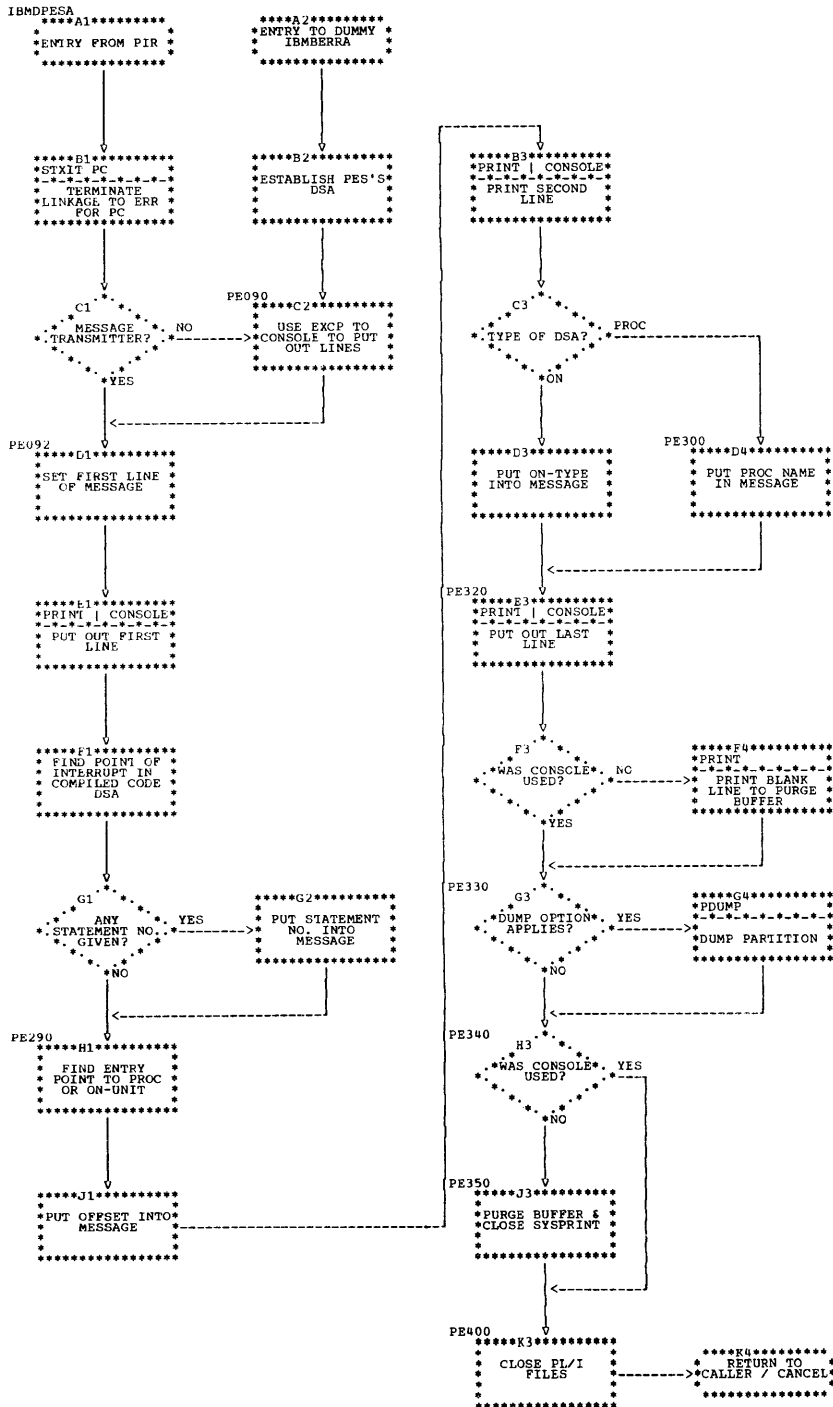 IBMDPESA
A1
ENTRY FROM PIR
A2
ENTRY TO DUMMY
IBMBERRA
B1
STXIT PC
TERMINATE
LINKAGE TO ERR
FOR PC
B2
ESTABLISH PES'S
DSA
C1
MESSAGE
TRANSMITTER?
NO
YES
PE090
C2
USE EXCP TO
CONSOLE TO PUT
OUT LINES
PE092
D1
SET FIRST LINE
OF MESSAGE
E1
PRINT | CONSOLE
PUT OUT FIRST
LINE
F1
FIND POINT OF
INTERRUPT IN
COMPILED CODE
DSA
G1
ANY
STATEMENT NO.
GIVEN?
YES
NO
G2
PUT STATEMENT
NO. INTO
MESSAGE
PE290
H1
FIND ENTRY
POINT TO PROC
OR ON-UNIT
J1
PUT OFFSET INTO
MESSAGE
B3
PRINT | CONSOLE
PRINT SECOND
LINE
C3
TYPE OF DSA?
PROC
ON
D3
PUT ON-TYPE
INTO MESSAGE
PE300
D4
PUT PROC NAME
IN MESSAGE
PE320
E3
PRINT | CONSOLE
PUT OUT LAST
LINE
F3
WAS CONSOLE
USED?
NO
YES
F4
PRINT
PRINT BLANK
LINE TO PURGE
BUFFER
PE330
G3
DUMP OPTION
APPLIES?
YES
NO
G4
PDUMP
DUMP PARTITION
PE340
H3
WAS CONSOLE
USED?
YES
NO
PE350
J3
PURGE BUFFER &
CLOSE SYSPRINT
PE400
K3
CLOSE PL/I
FILES
K4
RETURN TO
CALLER / CANCEL